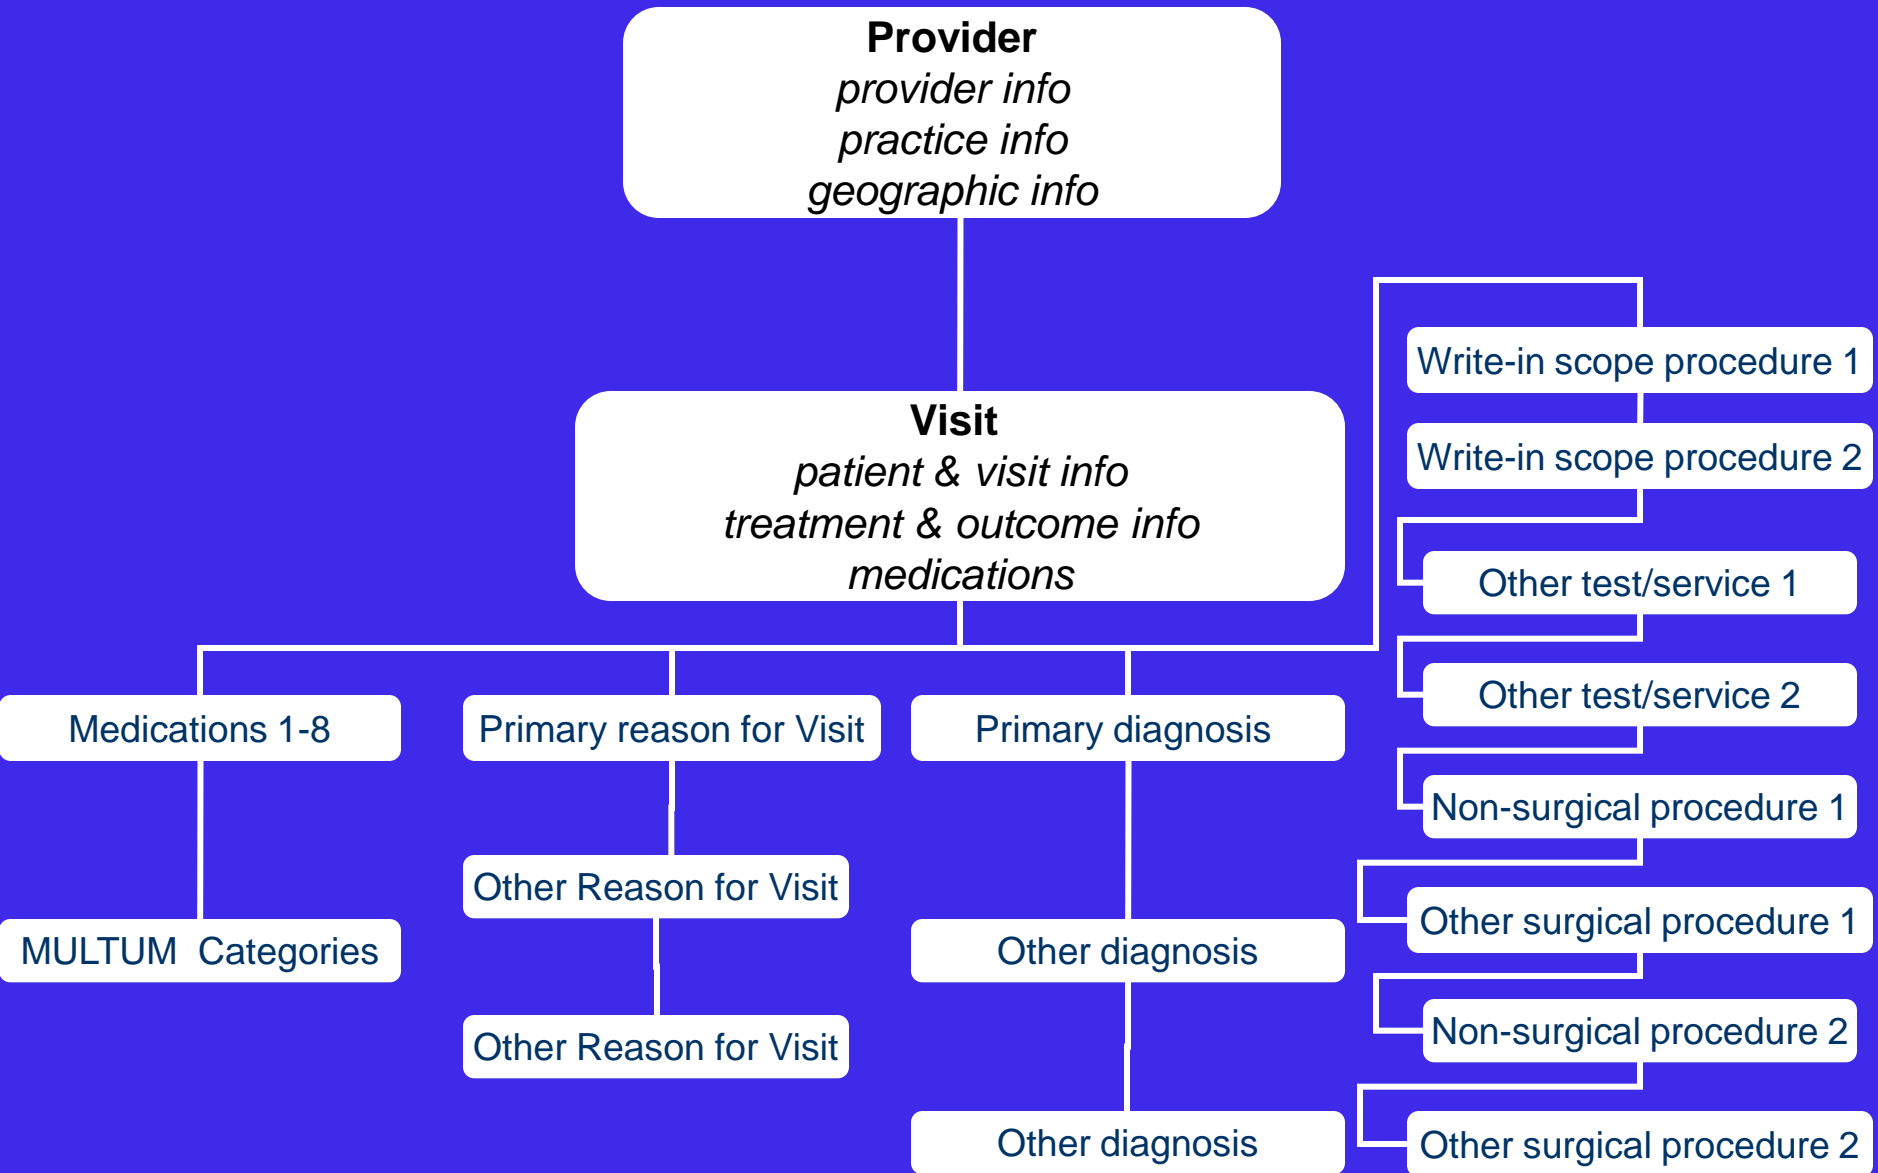 Provider
provider info
practice info
geographic info
Visit
patient & visit info
treatment & outcome info
medications
Medications 1-8
MULTUM Categories
Primary reason for Visit
Other Reason for Visit
Other Reason for Visit
Primary diagnosis
Other diagnosis
Other diagnosis
Write-in scope procedure 1
Write-in scope procedure 2
Other test/service 1
Other test/service 2
Non-surgical procedure 1
Other surgical procedure 1
Non-surgical procedure 2
Other surgical procedure 2